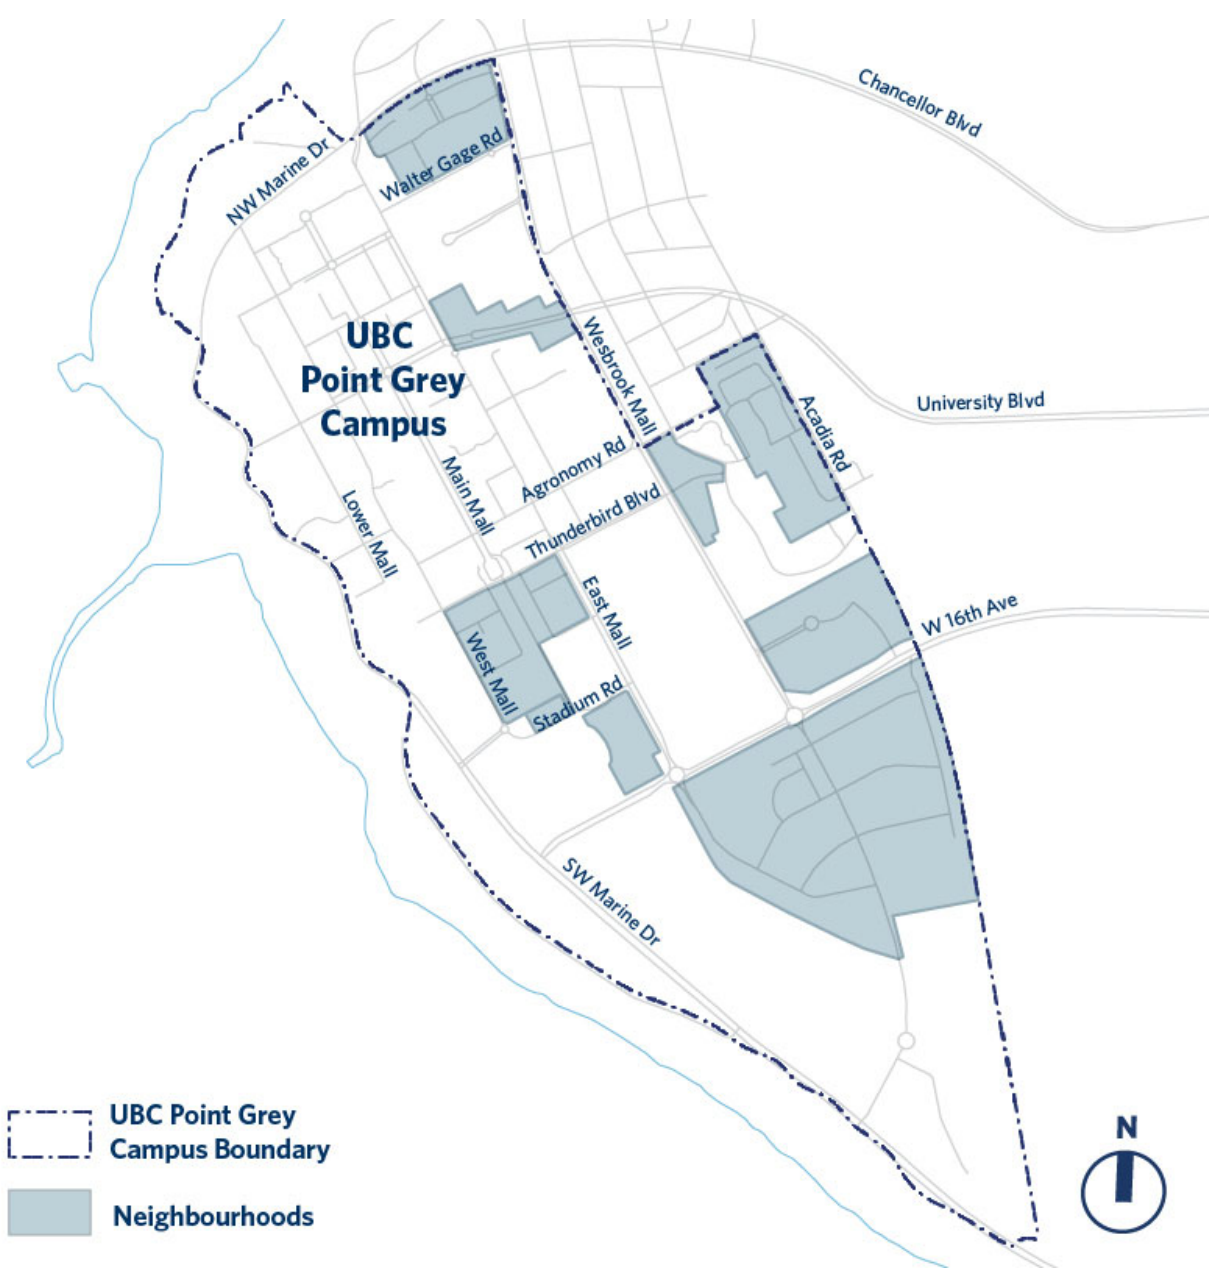 Chancellor Blvd
NW Marine Dr
Walter Gage Rd
UBC
Point Grey
Campus
Wesbrook Mall
University Blvd
Acadia Rd
Agronomy Rd
Main Mall
Lower Mall
Thunderbird Blvd
East Mall
W 16th Ave
West Mall
Stadium Rd
SW Marine Dr
UBC Point Grey
Campus Boundary
N
Neighbourhoods